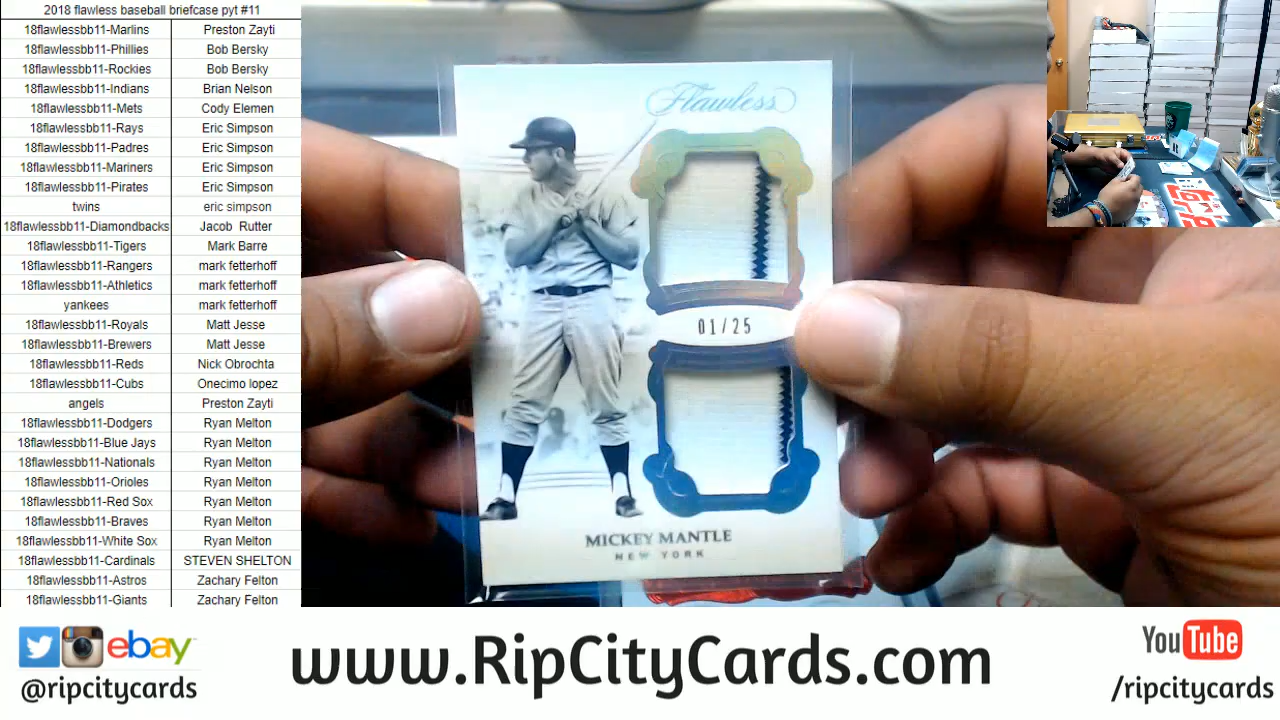 2018 flawless baseball briefcase pyt #11
18flawlessbb11-Marlins Preston Zayti
18flawlessbb11-Phillies Bob Bersky
18flawlessbb11-Rockies Bob Bersky
18flawlessbb11-Indians Brian Nelson
18flawlessbb11-Mets Cody Elemen
18flawlessbb11-Rays Eric Simpson
18flawlessbb11-Padres Eric Simpson
18flawlessbb11-Mariners Eric Simpson
18flawlessbb11-Pirates Eric Simpson
twins eric simpson
18flawlessbb11-Diamondbacks Jacob Rutter
18flawlessbb11-Tigers Mark Barre
18flawlessbb11-Rangers mark fetterhoff
18flawlessbb11-Athletics mark fetterhoff
yankees mark fetterhoff
18flawlessbb11-Royals Matt Jesse
18flawlessbb11-Brewers Matt Jesse
18flawlessbb11-Reds Nick Obrochta
18flawlessbb11-Cubs Onecimo lopez
angels Preston Zayti
18flawlessbb11-Dodgers Ryan Melton
18flawlessbb11-Blue Jays Ryan Melton
18flawlessbb11-Nationals Ryan Melton
18flawlessbb11-Orioles Ryan Melton
18flawlessbb11-Red Sox Ryan Melton
18flawlessbb11-Braves Ryan Melton
18flawlessbb11-White Sox Ryan Melton
18flawlessbb11-Cardinals STEVEN SHELTON
18flawlessbb11-Astros Zachary Felton
18flawlessbb11-Giants Zachary Felton
Flawless
01/25
MICKEY MANTLE
NEW YORK
ebay
@ripcitycards
www.RipCityCards.com
YouTube
/ripcitycards